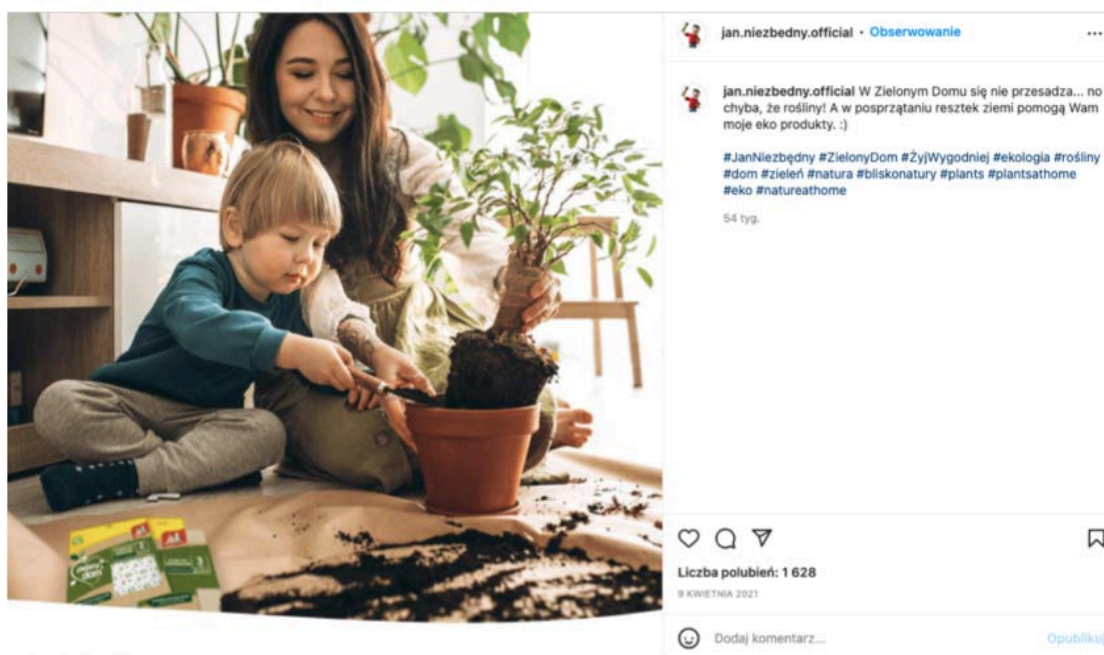 jan.niezbedny.official • Obserwowanie
jan.niezbedny.official W Zielonym Domu się nie przesadza... no
chyba, że rośliny! A w posprzątaniu resztek ziemi pomogą Wam
moje eko produkty. :)
#JanNiezbędny #ZielonyDom #ŻyjWygodniej #ekologia #rośliny
#dom #zieleń #natura #bliskonatury #plants #plantsathome
#eko #natureathome
54 tyg.
Liczba polubień: 1 628
9 KWIETNIA 2021
Dodaj komentarz...
Opublikuj